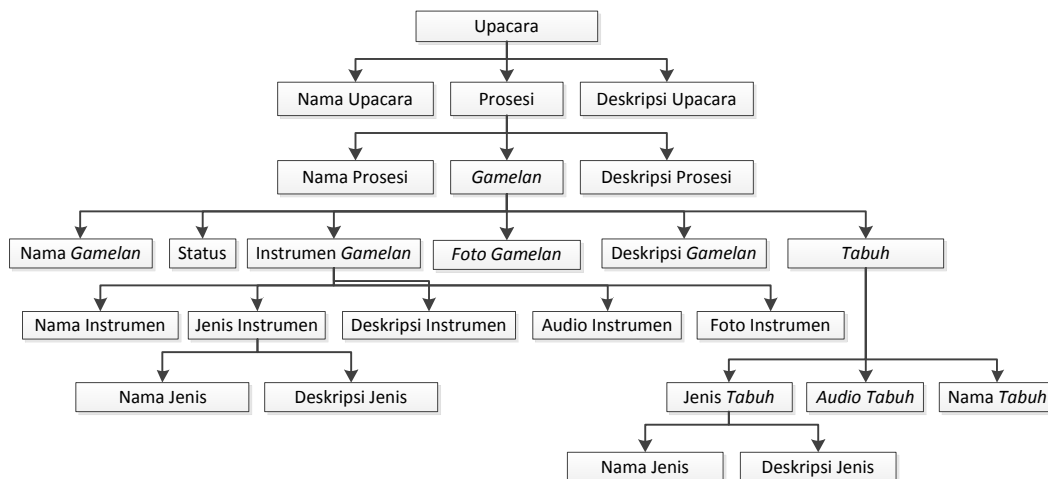 Upacara
Nama Upacara
Prosesi
Deskripsi Upacara
Nama Prosesi
Gamelan
Deskripsi Prosesi
Nama Gamelan
Status
Instrumen Gamelan
Foto Gamelan
Deskripsi Gamelan
Tabuh
Nama Instrumen
Jenis Instrumen
Deskripsi Instrumen
Audio Instrumen
Foto Instrumen
Nama Jenis
Deskripsi Jenis
Jenis Tabuh
Audio Tabuh
Nama Tabuh
Nama Jenis
Deskripsi Jenis